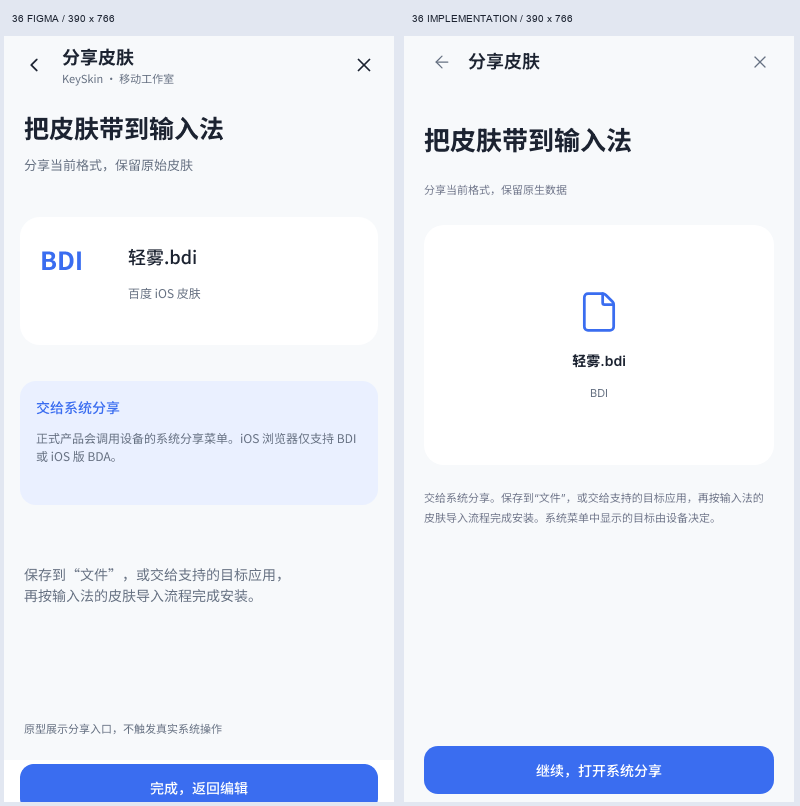 36 FIGMA / 390 x 766
分享皮肤
KeySkin · 移动工作室
把皮肤带到输入法
分享当前格式，保留原始皮肤
BDI
轻雾.bdi
百度 iOS 皮肤
交给系统分享
正式产品会调用设备的系统分享菜单。iOS 浏览器仅支持 BDI
或 iOS 版 BDA。
保存到“文件”，或交给支持的目标应用，
再按输入法的皮肤导入流程完成安装。
原型展示分享入口，不触发真实系统操作
完成，返回编辑
36 IMPLEMENTATION / 390 x 766
分享皮肤
把皮肤带到输入法
分享当前格式，保留原生数据
轻雾.bdi
BDI
交给系统分享。保存到“文件”，或交给支持的目标应用，再按输入法的
皮肤导入流程完成安装。系统菜单中显示的目标由设备决定。
继续，打开系统分享